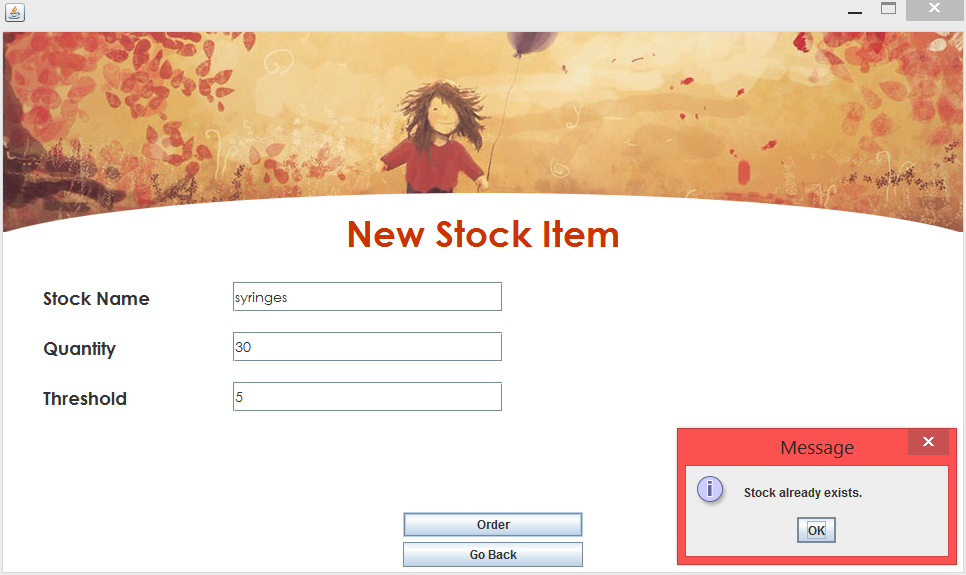 New Stock Item
Stock Name
syringes
Quantity
30
Threshold
5
Message
i
Stock already exists.
OK
Order
Go Back